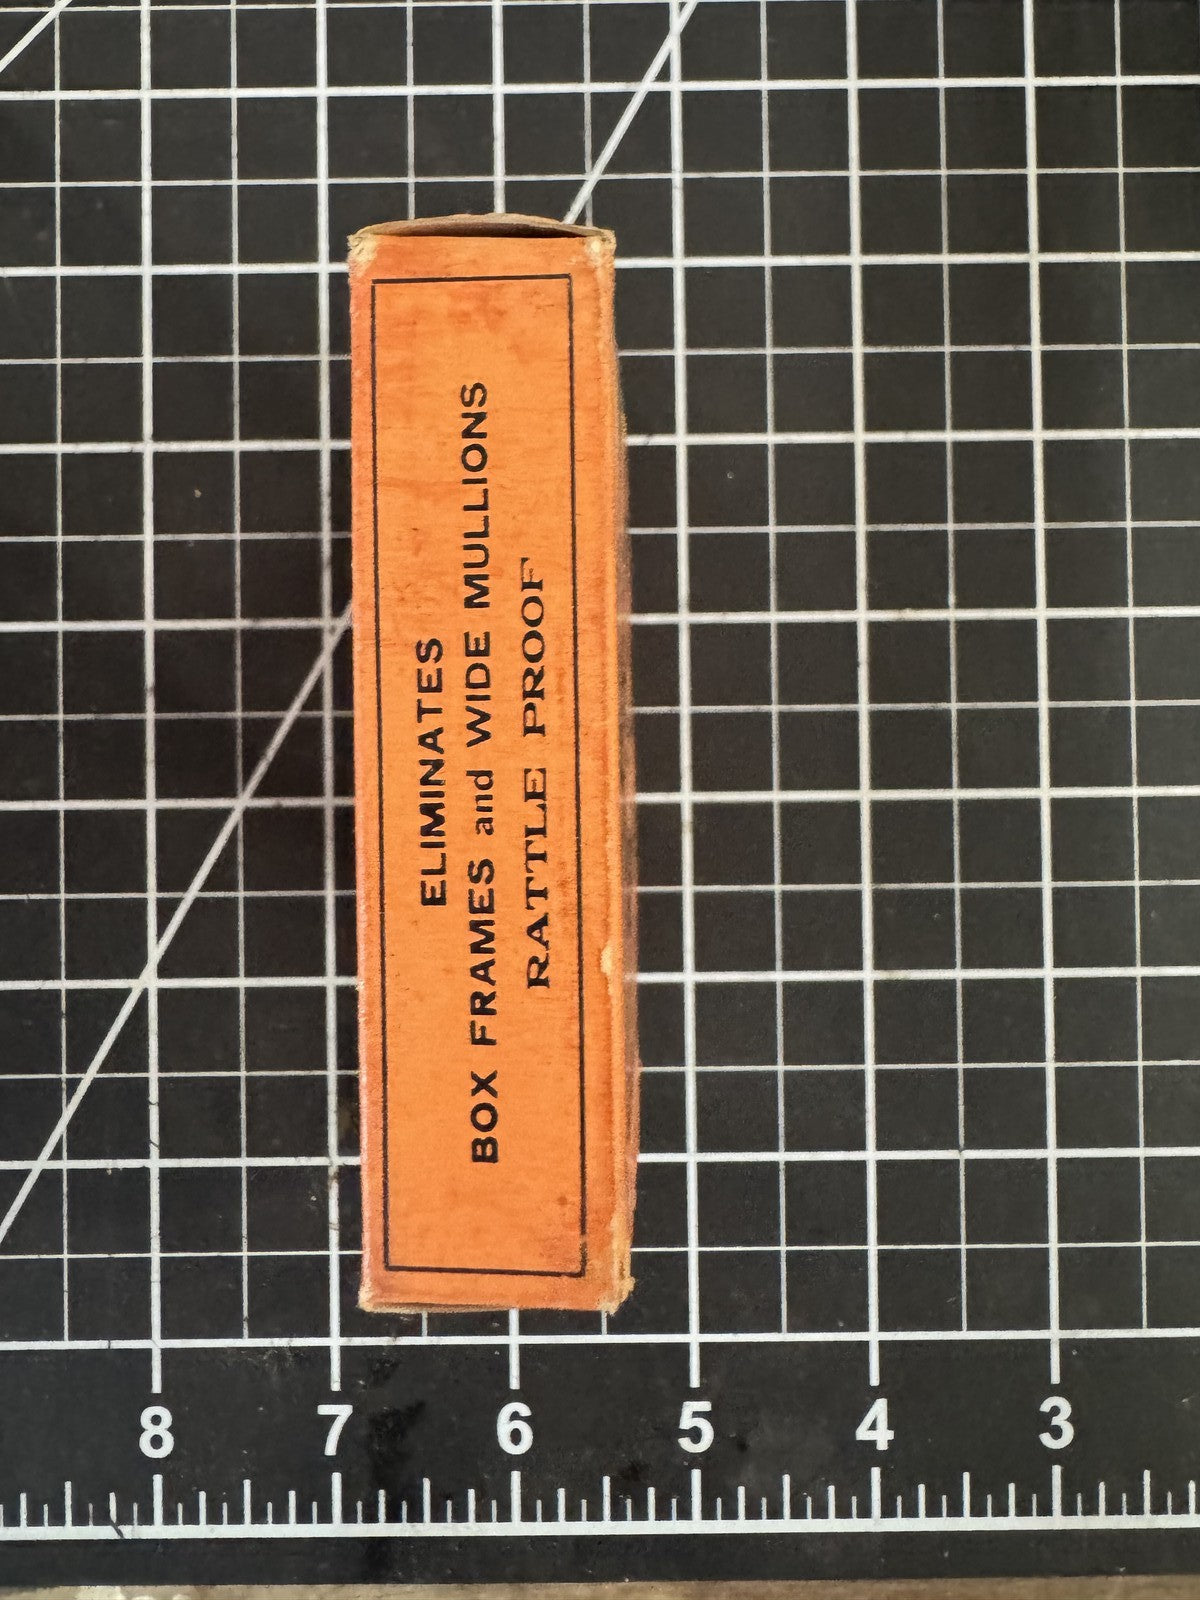 ELIMINATES
BOX FRAMES and WIDE MULLIONS
RATTLE PROOF
8 7 6 5 4 3